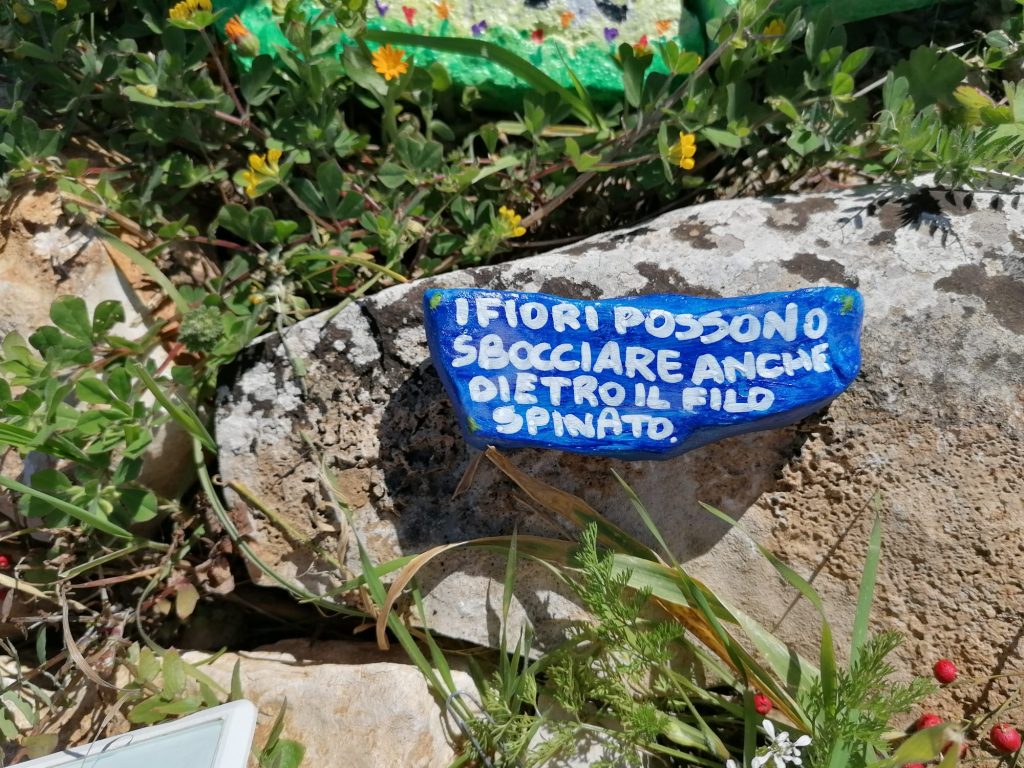 I FIORI POSSONO
SBOCCIARE ANCHE
DIETRO IL FILO
SPINATO.